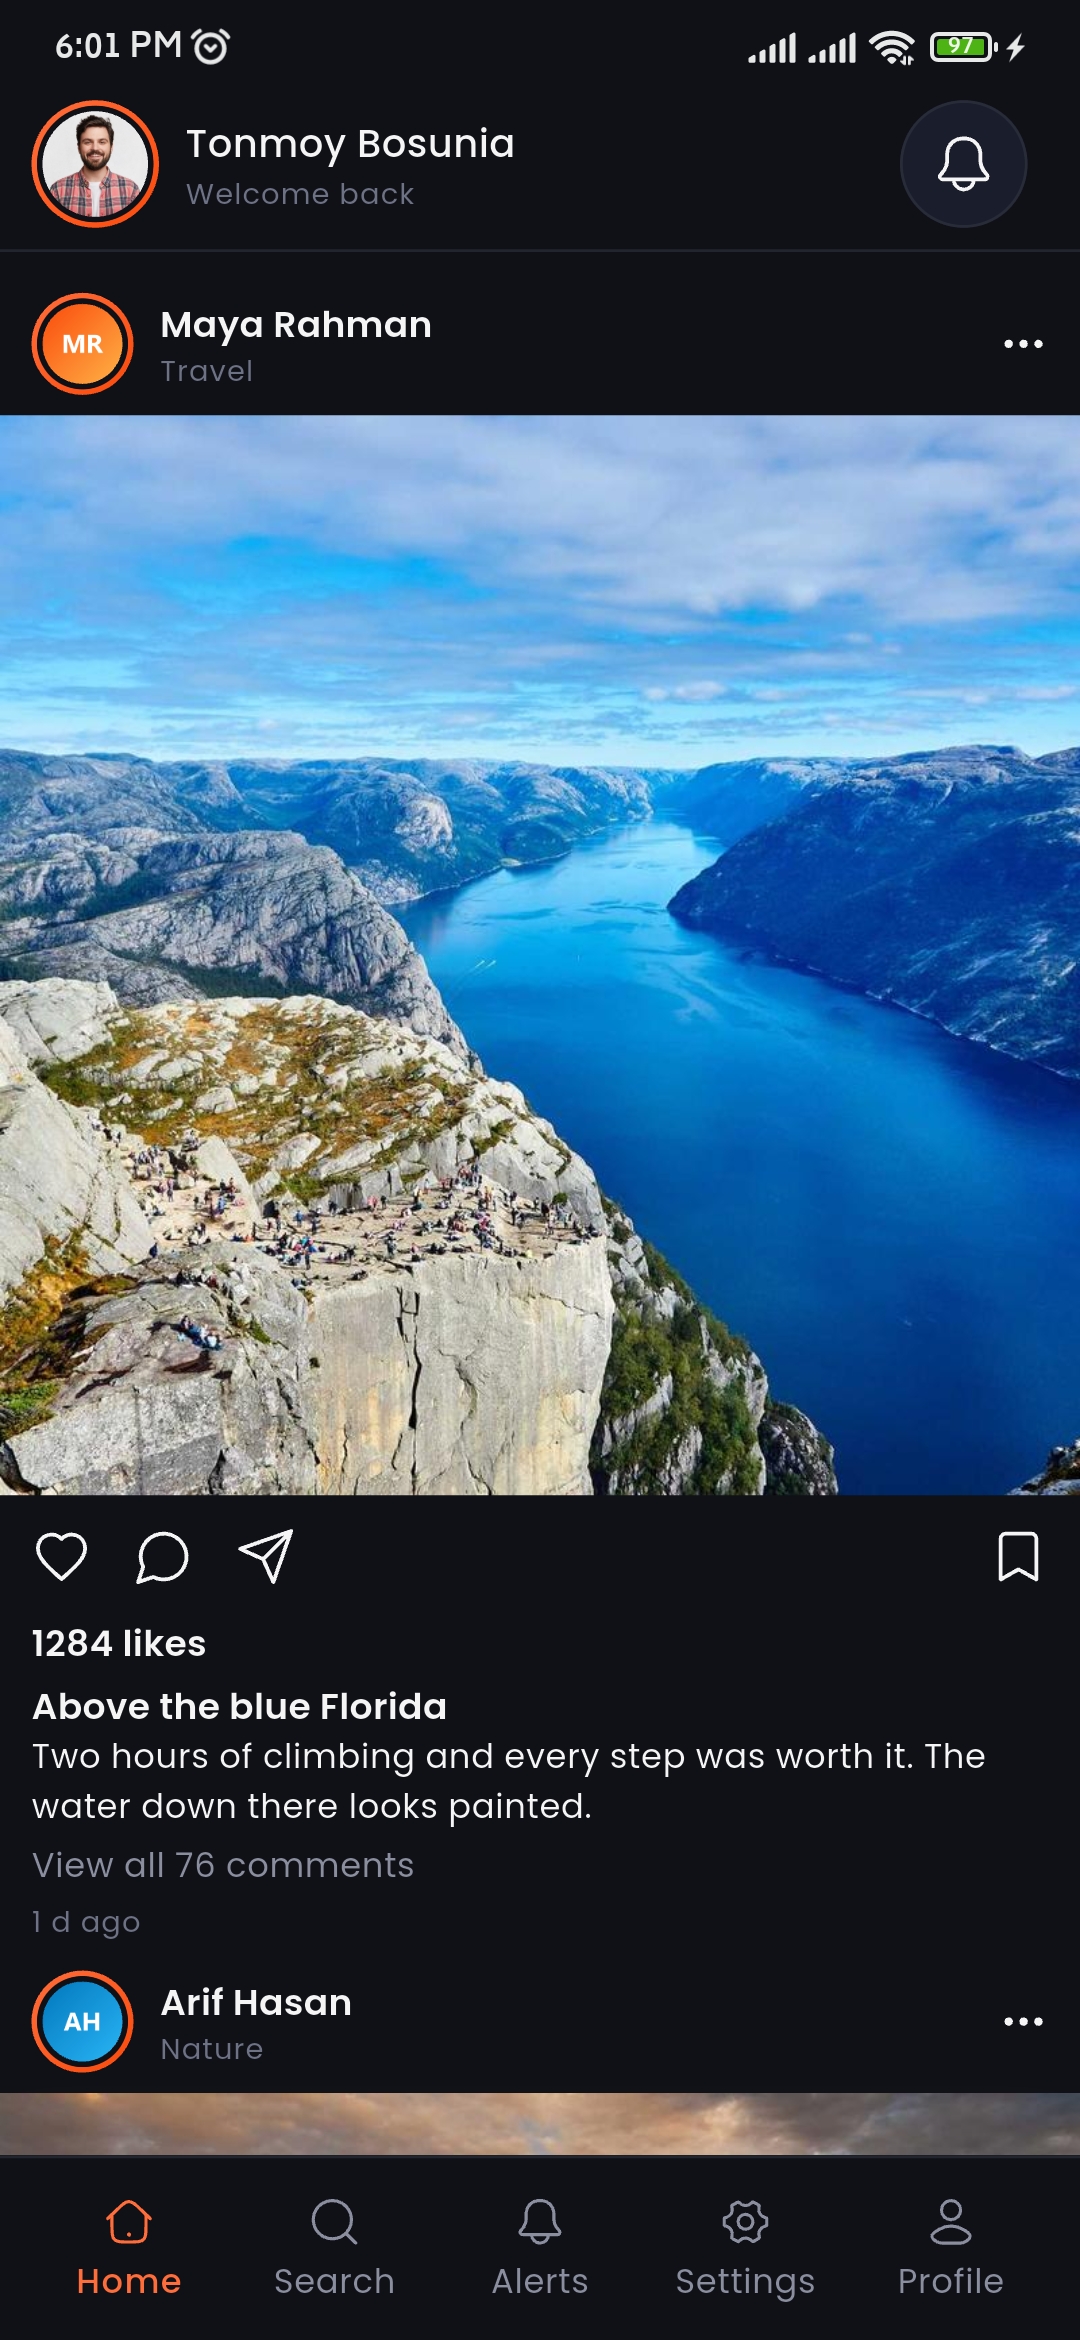 6:01 PM
97
Tonmoy Bosunia
Welcome back
MR
Maya Rahman
Travel
1284 likes
Above the blue Florida
Two hours of climbing and every step was worth it. The
water down there looks painted.
View all 76 comments
1 d ago
AH
Arif Hasan
Nature
Home
Search
Alerts
Settings
Profile